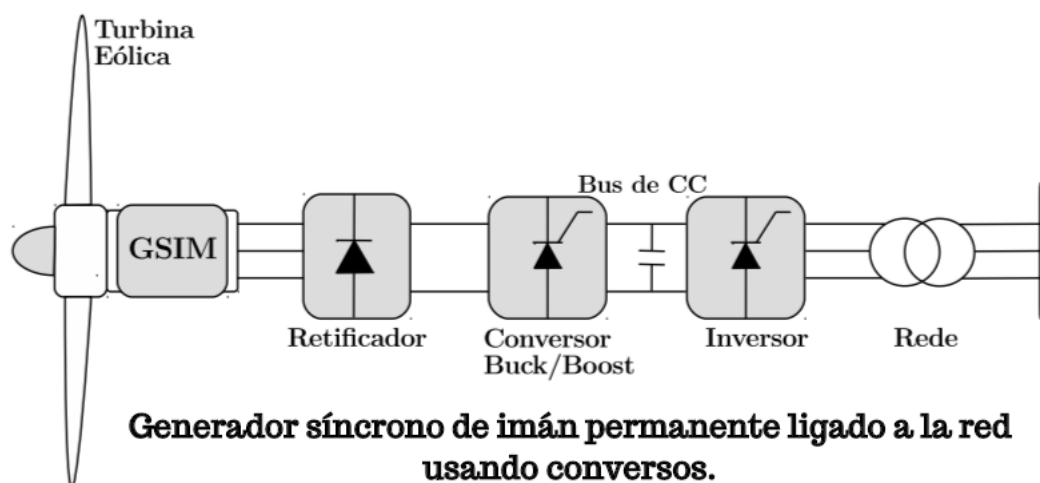 Turbina
Eólica
Bus de CC
GSIM
Retificador
Conversor
Buck/Boost
Inversor
Rede
Generador síncrono de imán permanente ligado a la red
usando conversos.